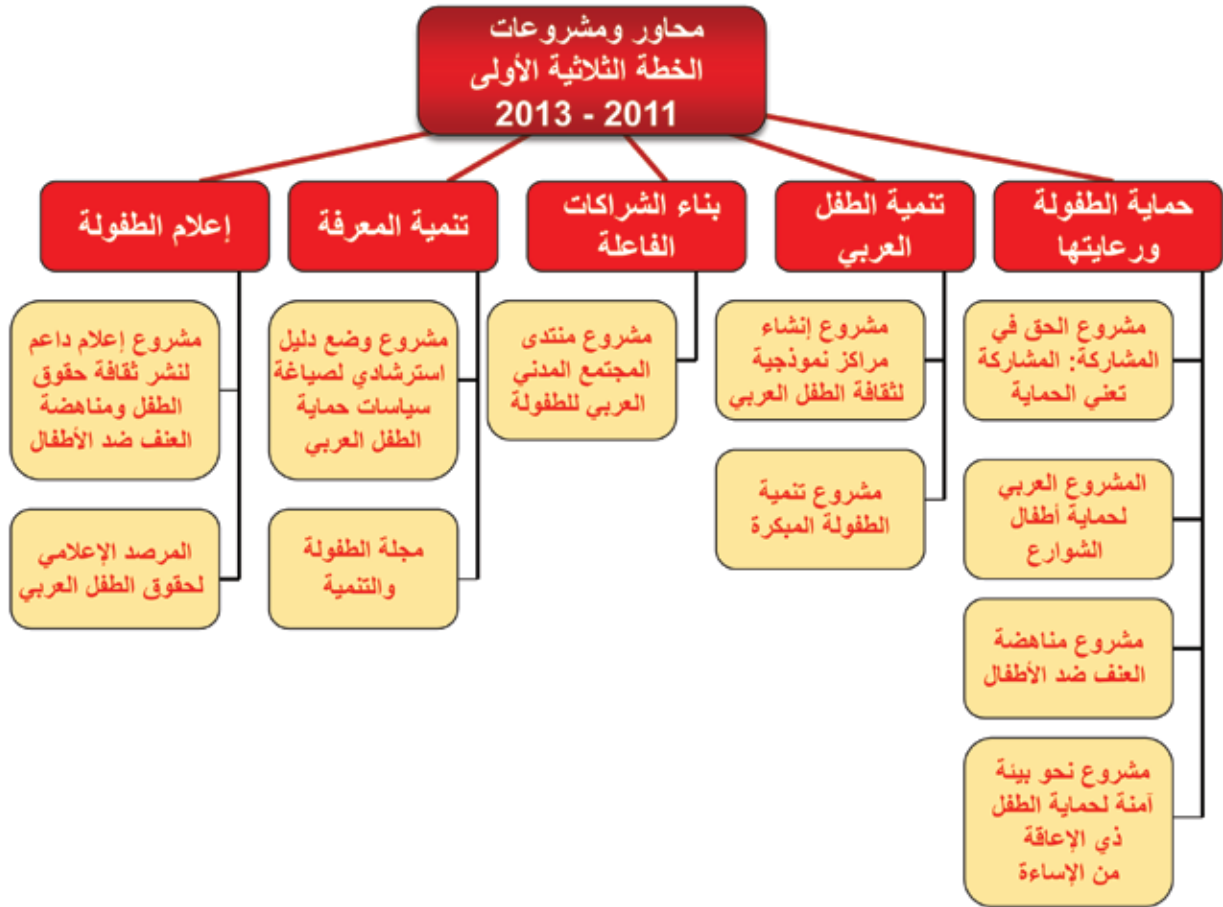 محاور ومشروعات
الخطة الثلاثية الأولى
2011 - 2013
حماية الطفولة
ورعايتها
مشروع الحق في
المشاركة: المشاركة
تعني الحماية
المشروع العربي
لحماية أطفال
الشوارع
مشروع مناهضة
العنف ضد الأطفال
مشروع نحو بيئة
آمنة لحماية الطفل
ذي الإعاقة
من الإساءة
تنمية الطفل
العربي
مشروع إنشاء
مراكز نموذجية
لثقافة الطفل العربي
مشروع تنمية
الطفولة المبكرة
بناء الشراكات
الفاعلة
مشروع منتدى
المجتمع المدني
العربي للطفولة
تنمية المعرفة
مشروع وضع دليل
استرشادي لصياغة
سياسات حماية
الطفل العربي
مجلة الطفولة
والتنمية
إعلام الطفولة
مشروع إعلام داعم
لنشر ثقافة حقوق
الطفل ومناهضة
العنف ضد الأطفال
المرصد الإعلامي
لحقوق الطفل العربي